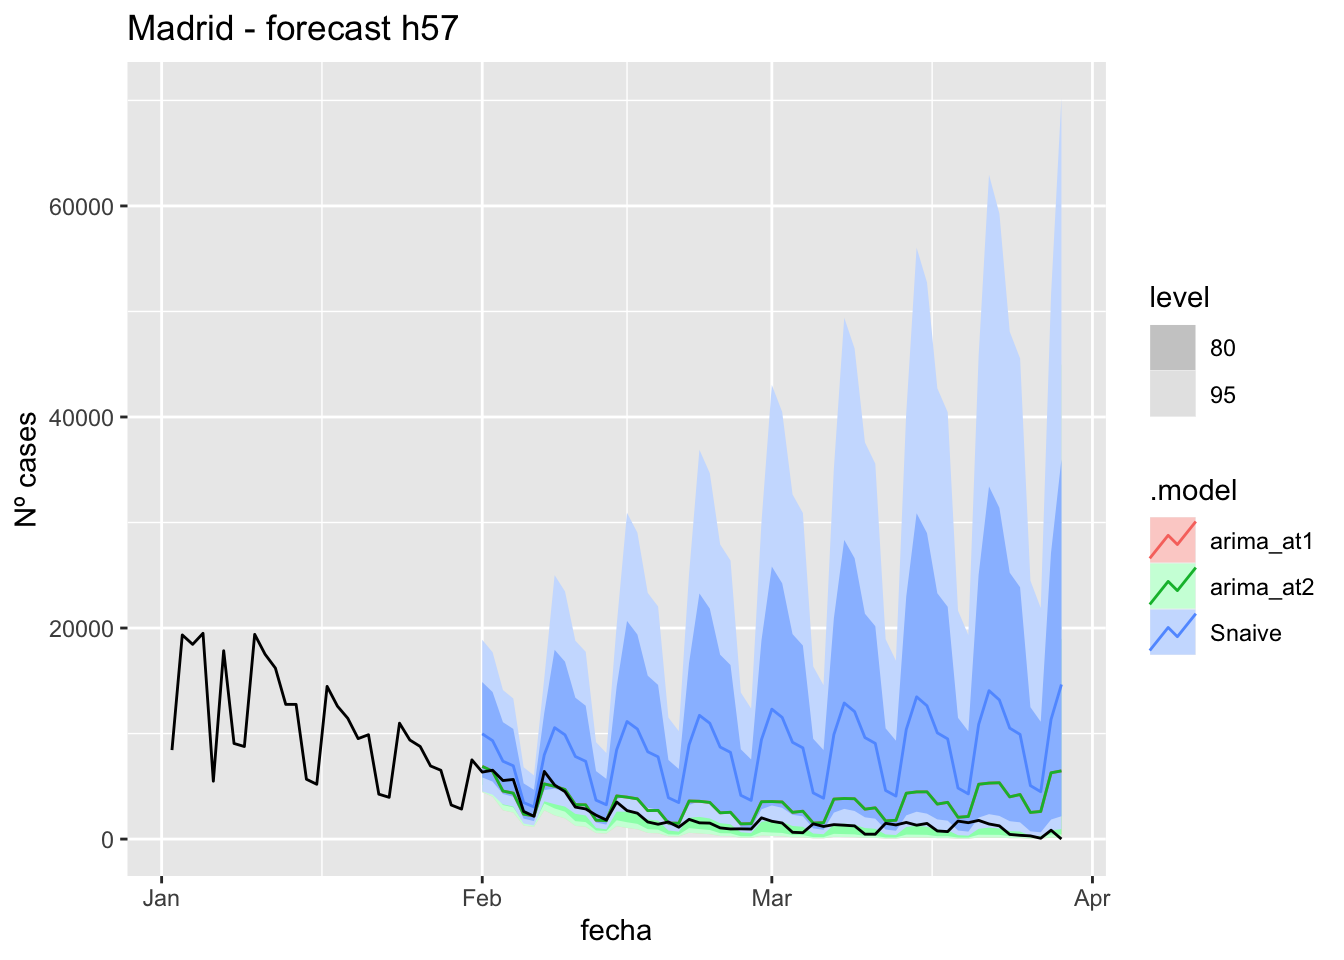 Madrid - forecast h57
Nº cases
60000
40000
20000
0
Jan
Feb
Mar
Apr
fecha
level
80
95
.model
arima_at1
arima_at2
Snaive